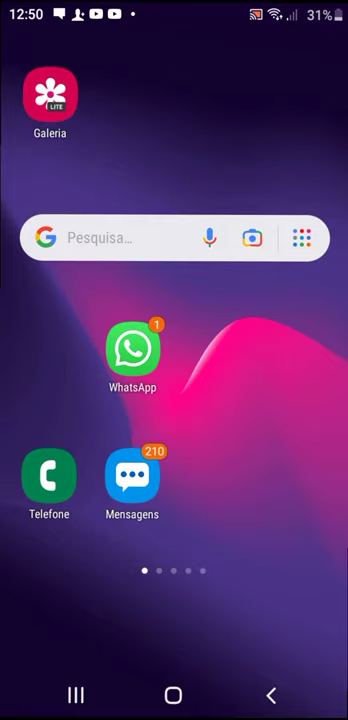 12:50
31%
LITE
Galeria
G Pesquisa...
1
WhatsApp
210
Telefone
Mensagens